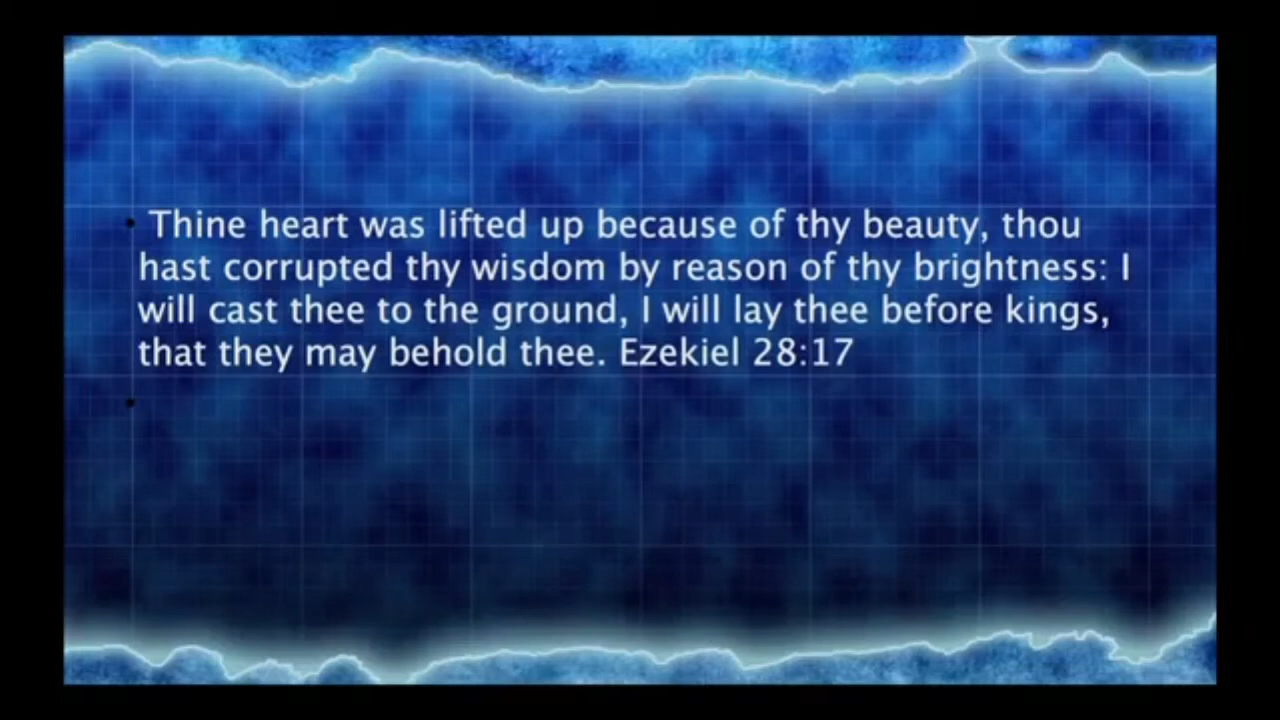 • Thine heart was lifted up because of thy beauty, thou
hast corrupted thy wisdom by reason of thy brightness: I
will cast thee to the ground, I will lay thee before kings,
that they may behold thee. Ezekiel 28:17
•